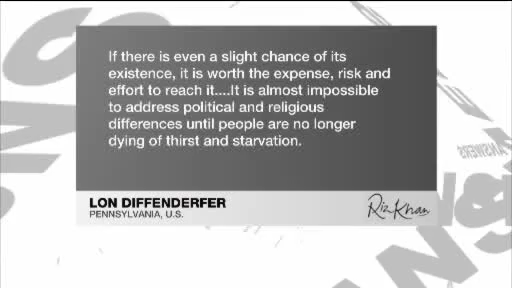 If there is even a slight chance of its
existence, it is worth the expense, risk and
effort to reach it....It is almost impossible
to address political and religious
differences until people are no longer
dying of thirst and starvation.
LON DIFFENDERFER
PENNSYLVANIA, U.S.
Riz Khan
ANSWERS
ANS